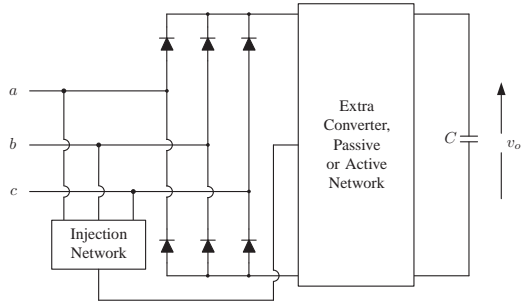 a
b
c
Injection
Network
Extra
Converter,
Passive
or Active
Network
C
v_o